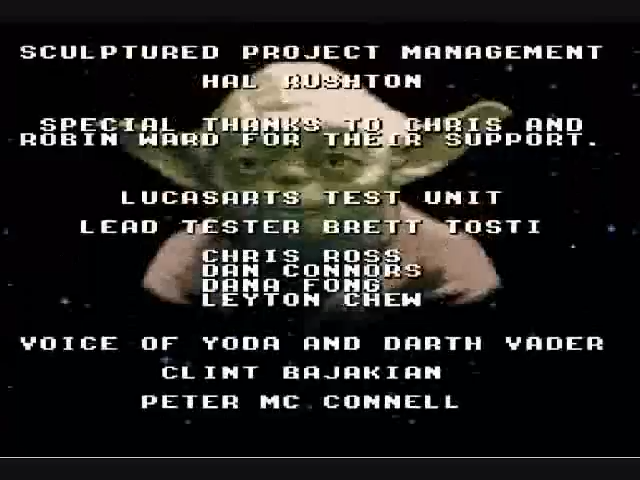 SCULPTURED PROJECT MANAGEMENT
HAL RUSHTON
SPECIAL THANKS TO CHRIS AND
ROBIN WARD FOR THEIR SUPPORT.
LUCASARTS TEST UNIT
LEAD TESTER BRETT TOSTI
CHRIS ROSS
DAN CONNORS
DANA FONG
LEYTON CHEW
VOICE OF YODA AND DARTH VADER
CLINT BAJAKIAN
PETER MC CONNELL